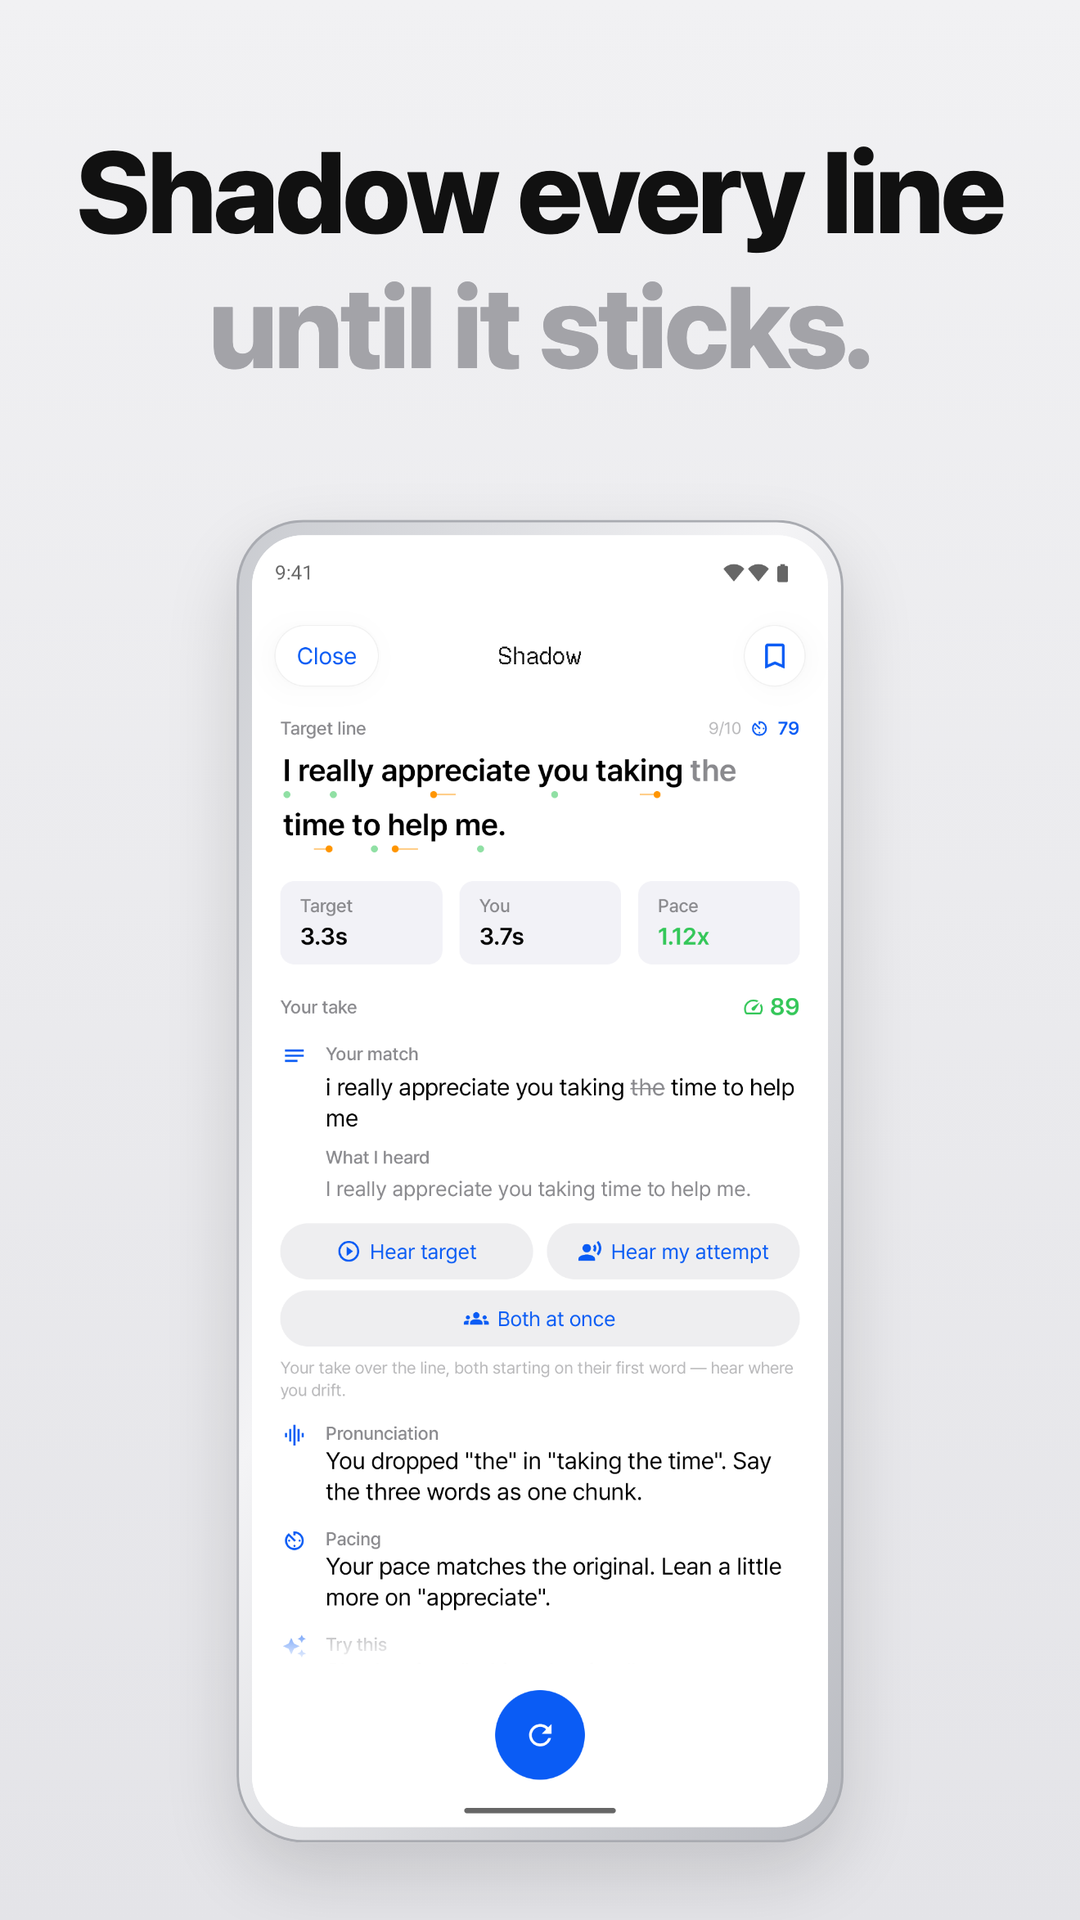 Shadow every line
until it sticks.
9:41
Close
Shadow
Target line
9/10
79
I really appreciate you taking the
time to help me.
Target
You
Pace
3.3s
3.7s
1.12x
Your take
89
Your match
i really appreciate you taking the time to help
me
What I heard
I really appreciate you taking time to help me.
Hear target
Hear my attempt
Both at once
Your take over the line, both starting on their first word — hear where
you drift.
Pronunciation
You dropped "the" in "taking the time". Say
the three words as one chunk.
Pacing
Your pace matches the original. Lean a little
more on "appreciate".
Try this